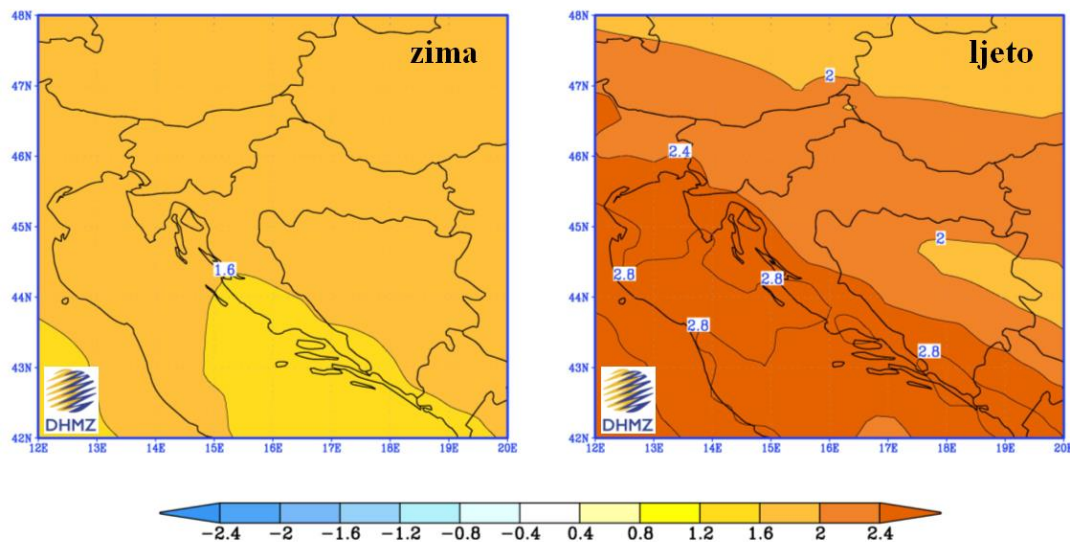 zima
ljeto
48N
47N
46N
45N
44N
43N
42N
12E 13E 14E 15E 16E 17E 18E 19E 20E
1.6
DHMZ
48N
47N
46N
45N
44N
43N
42N
12E 13E 14E 15E 16E 17E 18E 19E 20E
2
2.4
2
2.8
2.8
2.8
2.8
DHMZ
-2.4 -2 -1.6 -1.2 -0.8 -0.4 0.4 0.8 1.2 1.6 2 2.4